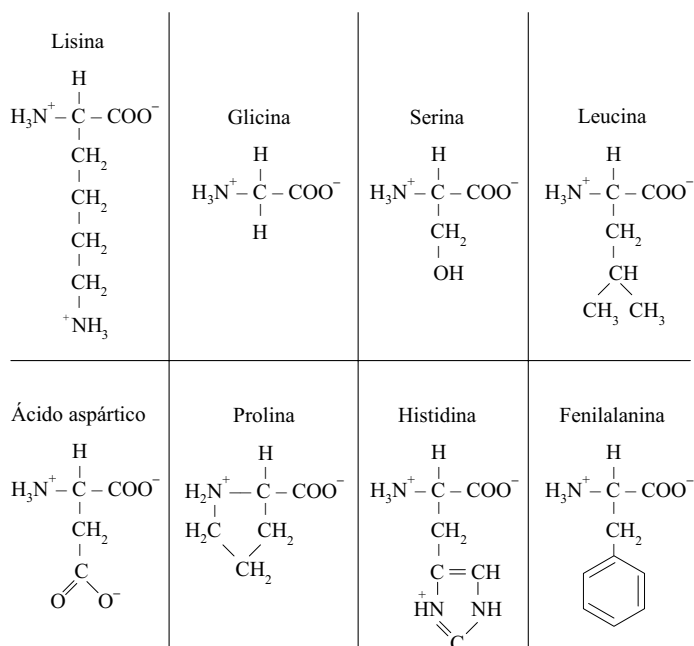 Lisina
H
H₃N⁺ – C – COO⁻
CH₂
CH₂
CH₂
CH₂
⁺NH₃
Glicina
H
H₃N⁺ – C – COO⁻
H
Serina
H
H₃N⁺ – C – COO⁻
CH₂
OH
Leucina
H
H₃N⁺ – C – COO⁻
CH₂
CH
CH₃ CH₃
Ácido aspártico
H
H₃N⁺ – C – COO⁻
CH₂
C
O O⁻
Prolina
H
H₂N⁺ — C – COO⁻
H₂C CH₂
CH₂
Histidina
H
H₃N⁺ – C – COO⁻
CH₂
C = CH
⁺HN NH
C
Fenilalanina
H
H₃N⁺ – C – COO⁻
CH₂